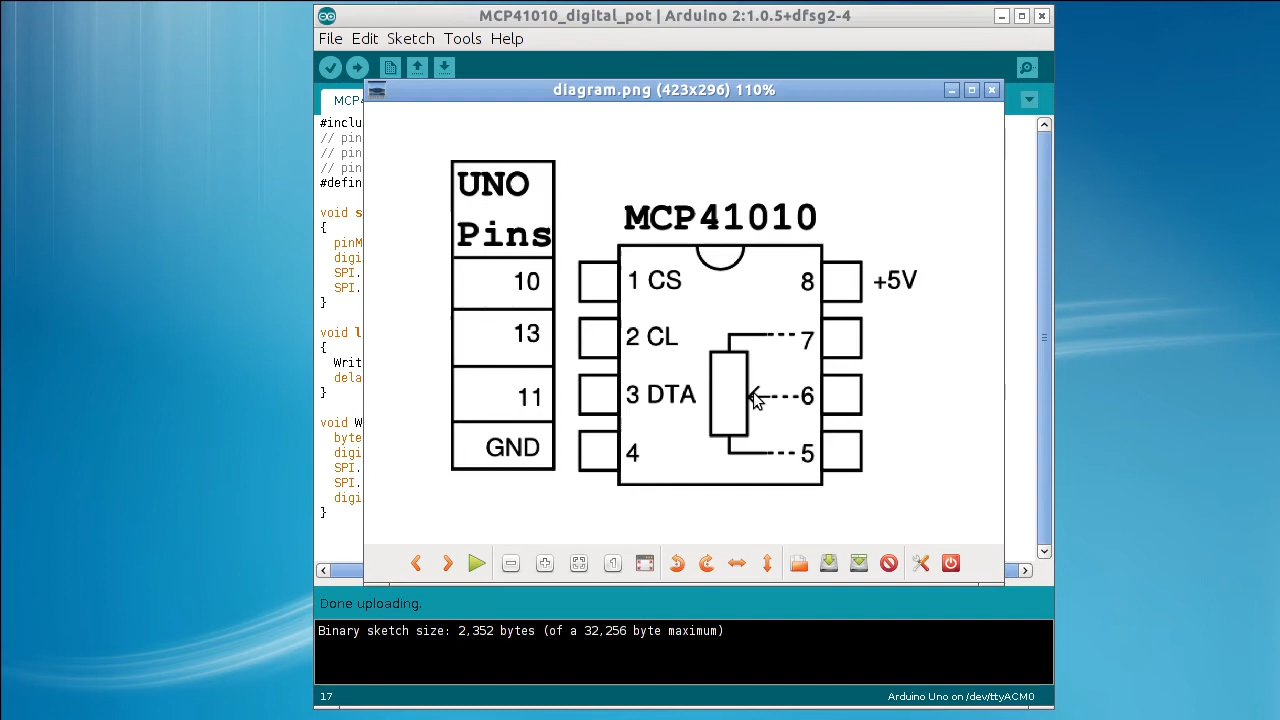 MCP41010_digital_pot | Arduino 2:1.0.5+dfsg2-4
File Edit Sketch Tools Help
diagram.png (423x296) 110%
MCP4
#inclu
// pin
// pin
// pin
#defin
void s
{
pinM
digi
SPI.
SPI.
}
void l
{
Writ
dela
}
void W
byte
digi
SPI.
SPI.
digi
}
UNO
Pins
10
13
11
GND
MCP41010
1 CS
2 CL
3 DTA
4
8
7
6
5
+5V
1
Done uploading.
Binary sketch size: 2,352 bytes (of a 32,256 byte maximum)
17
Arduino Uno on /dev/ttyACM0